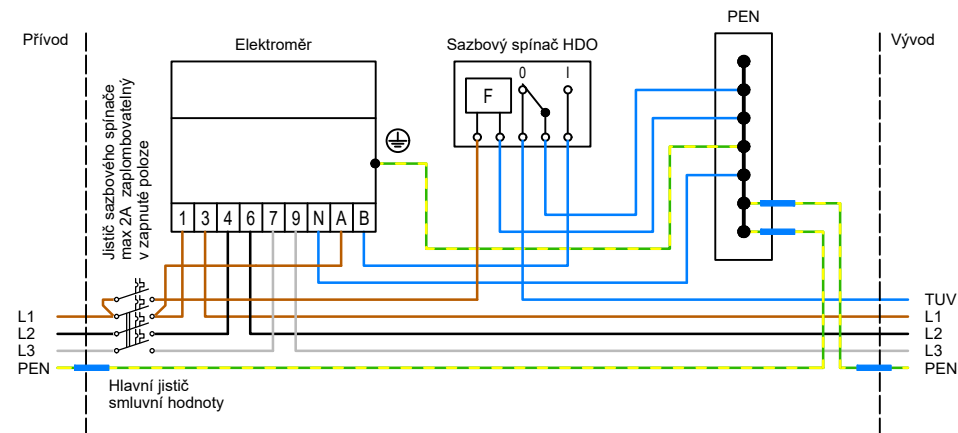 PEN
Přívod
Elektroměr
Sazbový spínač HDO
Vývod
0
I
F
Jistič sazbového spínače
max 2A zaplombovatelný
v zapnuté poloze
1 3 4 6 7 9 N A B
TUV
L1
L1
L2
L2
L3
L3
PEN
PEN
Hlavní jistič
smluvní hodnoty